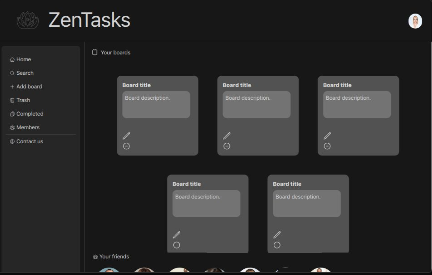 ZenTasks
Your boards
Home
Search
Add board
Trash
Completed
Members
Contact us
Board title
Board description.
Board title
Board description.
Board title
Board description.
Board title
Board description.
Board title
Board description.
Your friends